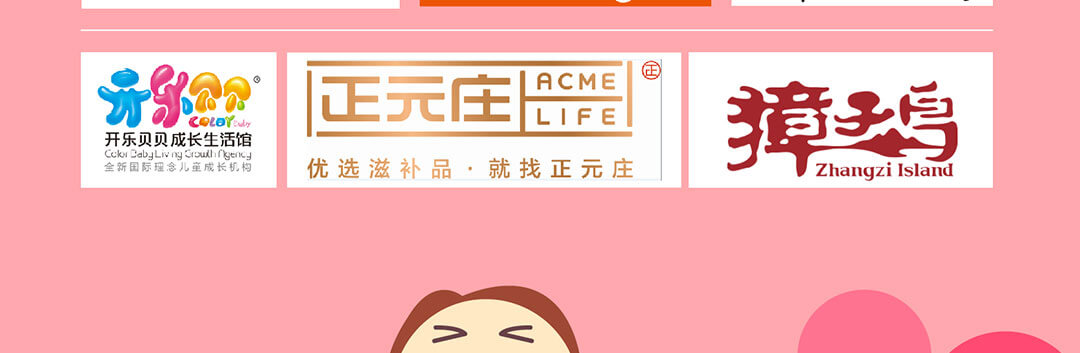 开乐贝贝
COLOY Baby
开乐贝贝成长生活馆
Color Baby Living Growth Agency
全新国际理念儿童成长机构
正元庄 ACME LIFE
正
优选滋补品·就找正元庄
獐子岛
Zhangzi Island